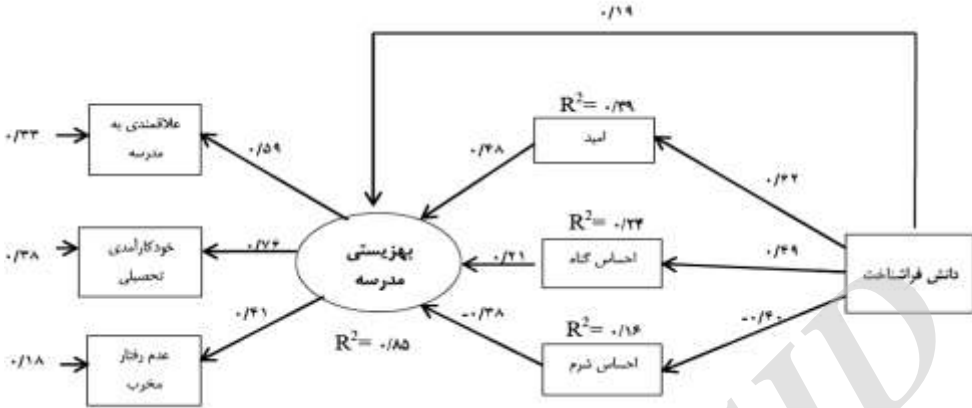 ۰/۱۹
R²= ۰/۳۹
علاقمندی به
مدرسه
۰/۳۳
۰/۵۹
۰/۴۸
امید
۰/۶۲
R²= ۰/۲۴
خودکارآمدی
تحصیلی
۰/۳۸
۰/۷۶
بهزیستی
مدرسه
۰/۲۱
احساس گناه
۰/۴۹
دانش فراشناخت
R²= ۰/۸۵
۰/۴۱
-۰/۳۸
R²= ۰/۱۶
احساس شرم
-۰/۴۰
عدم رفتار
مخرب
۰/۱۸